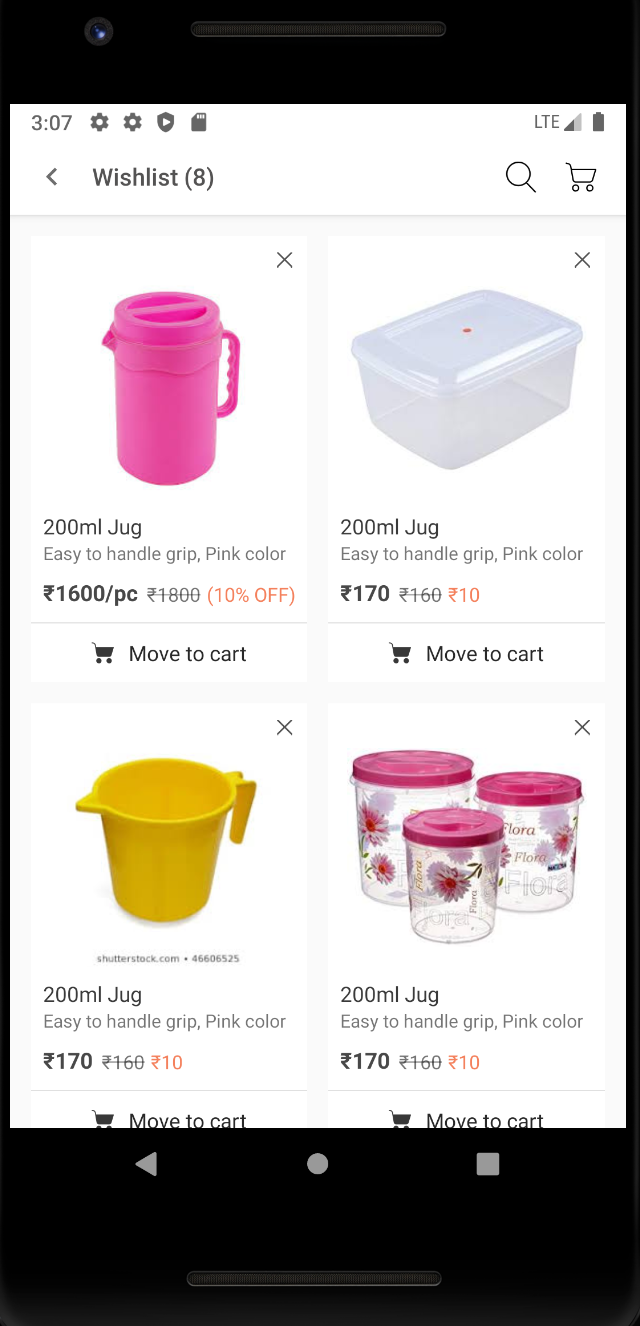 3:07
LTE
Wishlist (8)
200ml Jug
Easy to handle grip, Pink color
₹1600/pc ₹1800 (10% OFF)
Move to cart
200ml Jug
Easy to handle grip, Pink color
₹170 ₹160 ₹10
Move to cart
shutterstock.com • 46606525
200ml Jug
Easy to handle grip, Pink color
₹170 ₹160 ₹10
Move to cart
Flora
Flora
Flora
Flora
Flora
Flora
200ml Jug
Easy to handle grip, Pink color
₹170 ₹160 ₹10
Move to cart